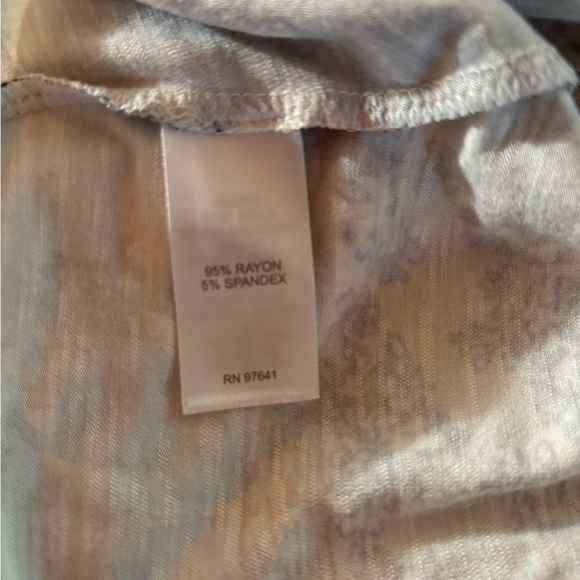 95% RAYON
5% SPANDEX
RN 97641